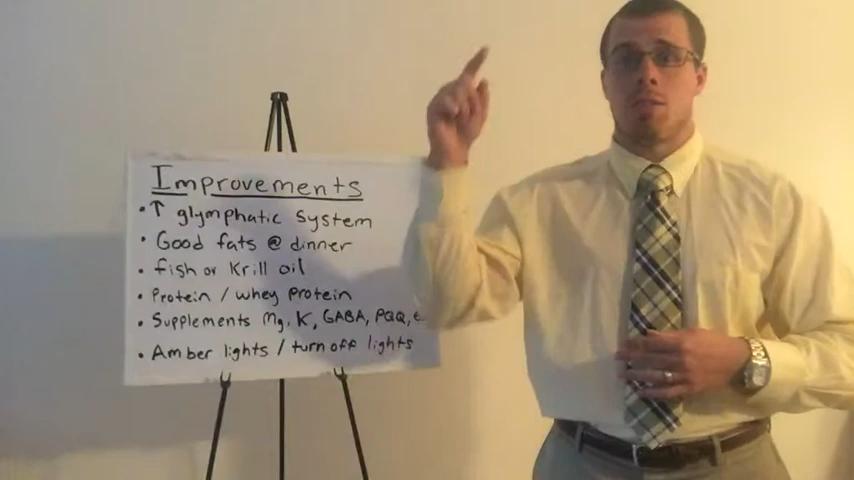 Improvements
• ↑ glymphatic system
• Good fats @ dinner
• fish or Krill oil
• Protein / whey protein
• Supplements Mg, K, GABA, PQQ,
• Amber lights / turn off lights